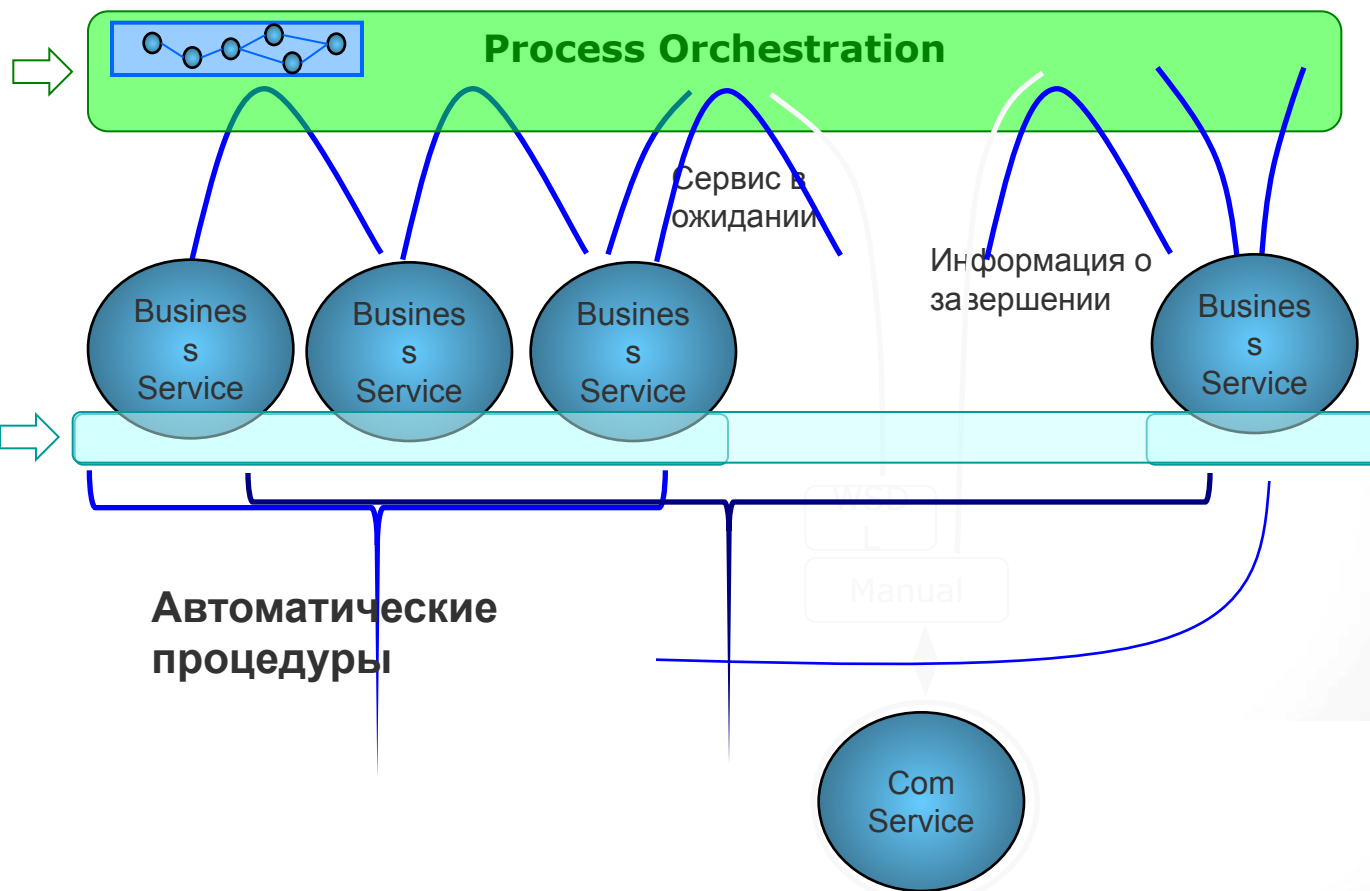 Process Orchestration
Сервис в
ожидании
Информация о
завершении
Busines
s
Service
Busines
s
Service
Busines
s
Service
Busines
s
Service
WSD
L
Manual
Автоматические
процедуры
Com
Service